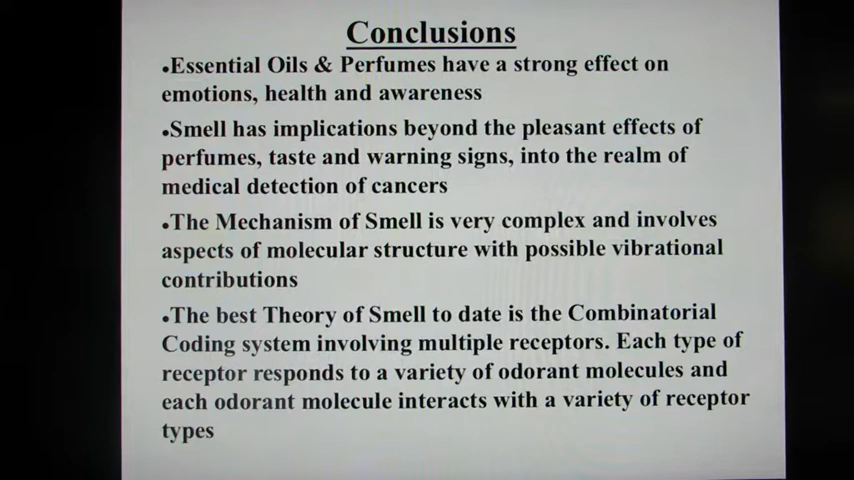 Conclusions
•Essential Oils & Perfumes have a strong effect on
emotions, health and awareness
•Smell has implications beyond the pleasant effects of
perfumes, taste and warning signs, into the realm of
medical detection of cancers
•The Mechanism of Smell is very complex and involves
aspects of molecular structure with possible vibrational
contributions
•The best Theory of Smell to date is the Combinatorial
Coding system involving multiple receptors. Each type of
receptor responds to a variety of odorant molecules and
each odorant molecule interacts with a variety of receptor
types